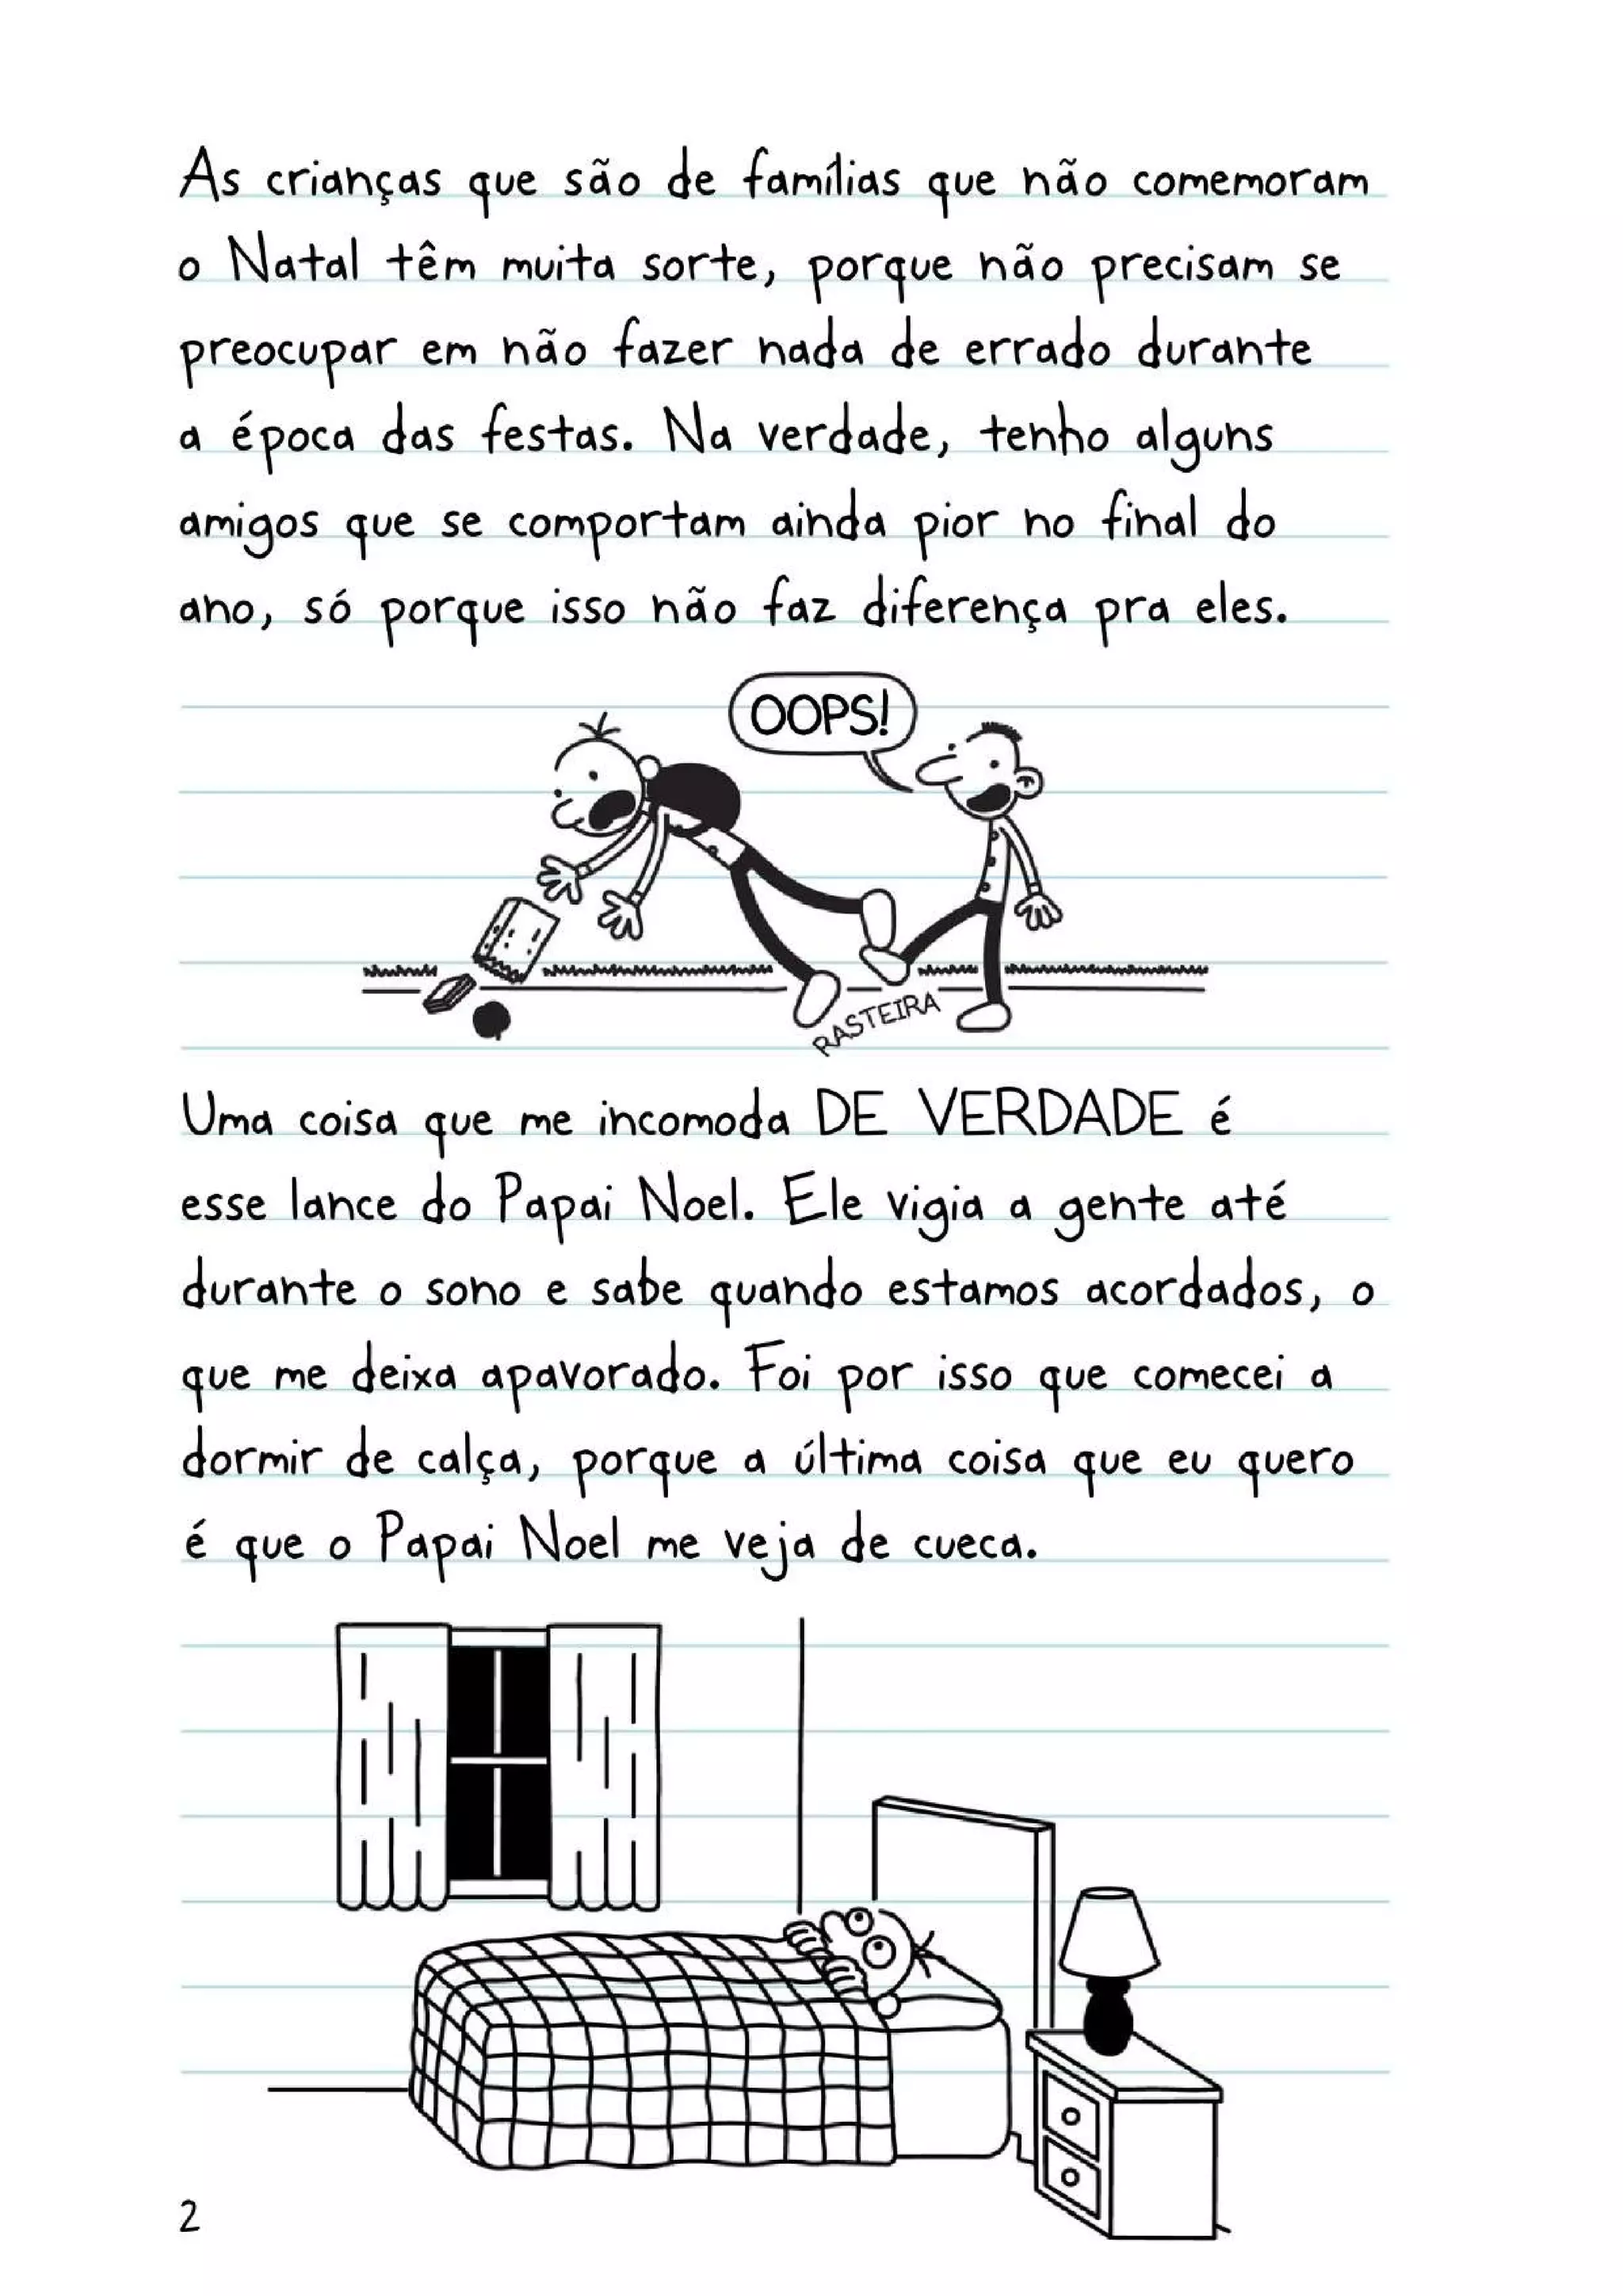 As crianças que são de famílias que não comemoram
o Natal têm muita sorte, porque não precisam se
preocupar em não fazer nada de errado durante
a época das festas. Na verdade, tenho alguns
amigos que se comportam ainda pior no final do
ano, só porque isso não faz diferença pra eles.
OOPS!
RASTEIRA
Uma coisa que me incomoda DE VERDADE é
esse lance do Papai Noel. Ele vigia a gente até
durante o sono e sabe quando estamos acordados, o
que me deixa apavorado. Foi por isso que comecei a
dormir de calça, porque a última coisa que eu quero
é que o Papai Noel me veja de cueca.
2